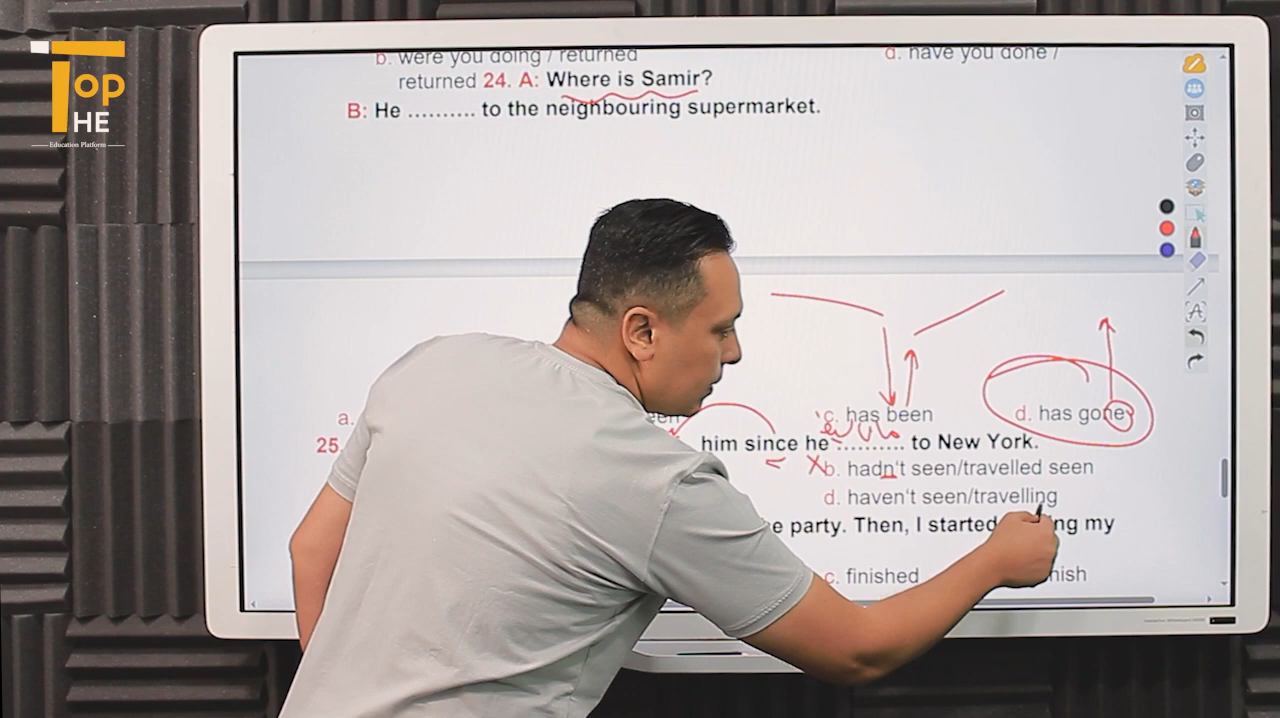 TOP
HE
Education Platform
b. were you doing / returned
d. have you done /
returned 24. A: Where is Samir?
B: He .......... to the neighbouring supermarket.
a.
c. has been
d. has gone
25.
him since he .......... to New York.
b. hadn't seen/travelled seen
d. haven't seen/travelling
party. Then, I started
my
c. finished